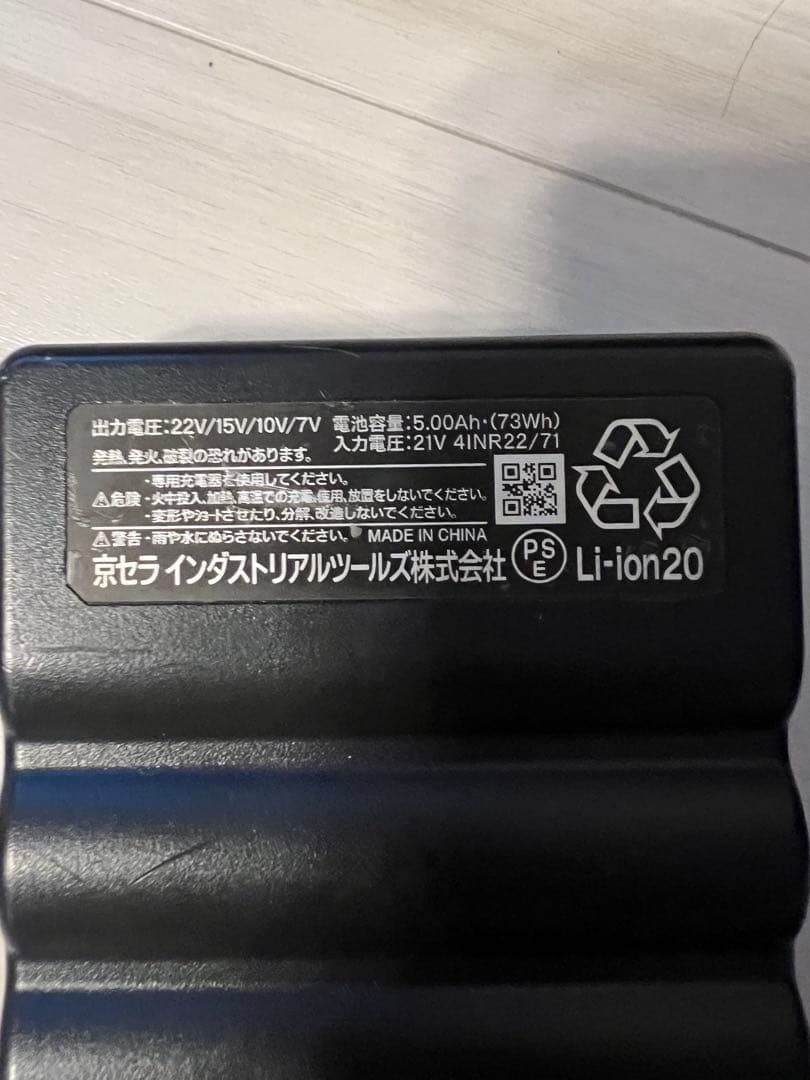 出力電圧:22V/15V/10V/7V 電池容量:5.00Ah・(73Wh)
入力電圧:21V 4INR22/71
発熱、発火、破裂の恐れがあります。
・専用充電器を使用してください。
⚠危険 ・火中投入、加熱、高温での充電、使用、放置をしないでください。
・変形やショートさせたり、分解、改造しないでください。
⚠警告 ・雨や水にぬらさないでください。 MADE IN CHINA
京セラ インダストリアルツールズ株式会社 PSE Li-ion20